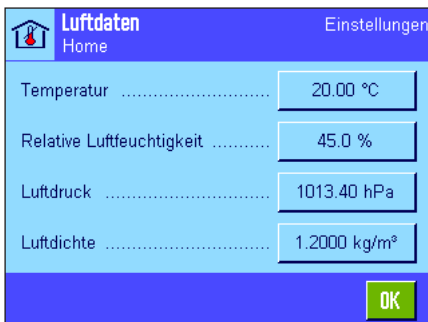 Luftdaten
Einstellungen
Home
Temperatur ........................... 20.00 °C
Relative Luftfeuchtigkeit .......... 45.0 %
Luftdruck ............................. 1013.40 hPa
Luftdichte ............................. 1.2000 kg/m³
OK